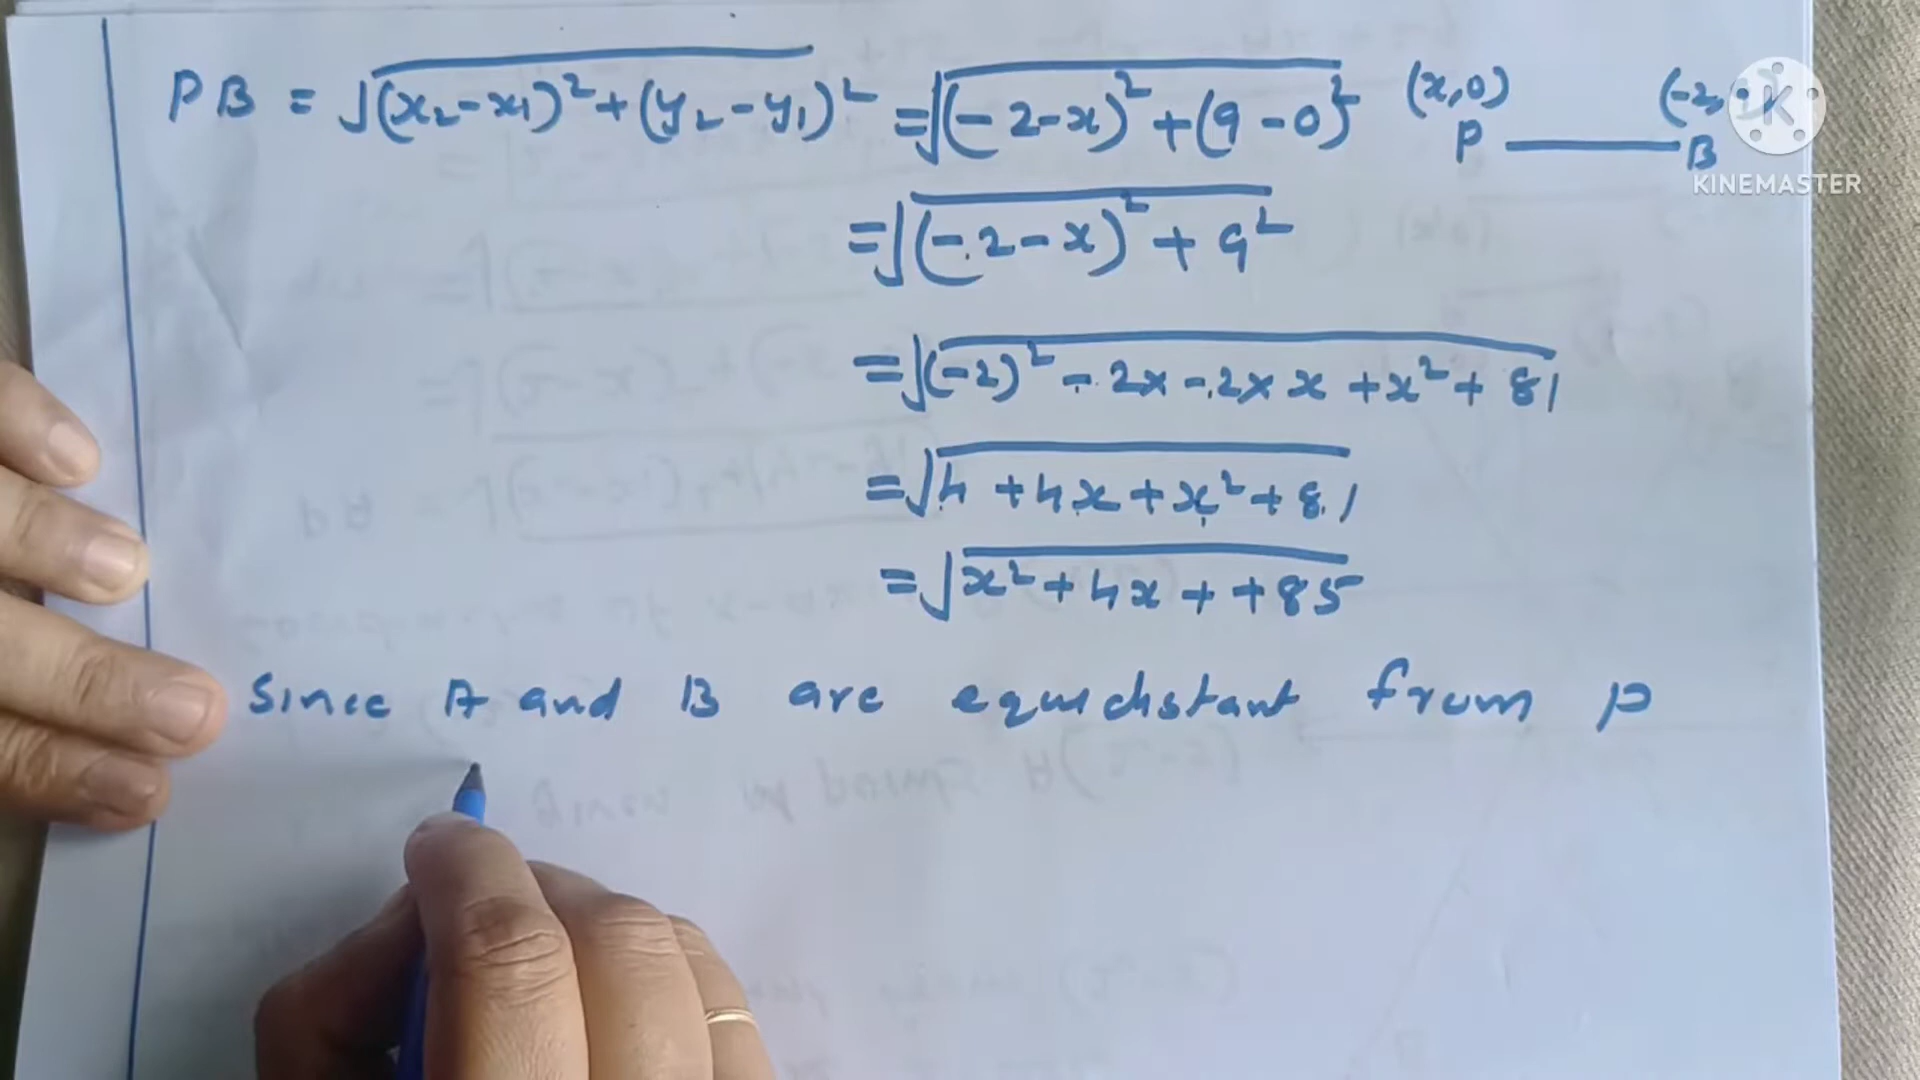 PB = √(x₂-x₁)²+(y₂-y₁)² = √(-2-x)²+(9-0)² (x,0) (-2,
P B
KINEMASTER
= √(-2-x)²+9²
= √(-2)²-2x-2xx+x²+81
= √4+4x+x²+81
= √x²+4x++85
Since A and B are equidistant from P